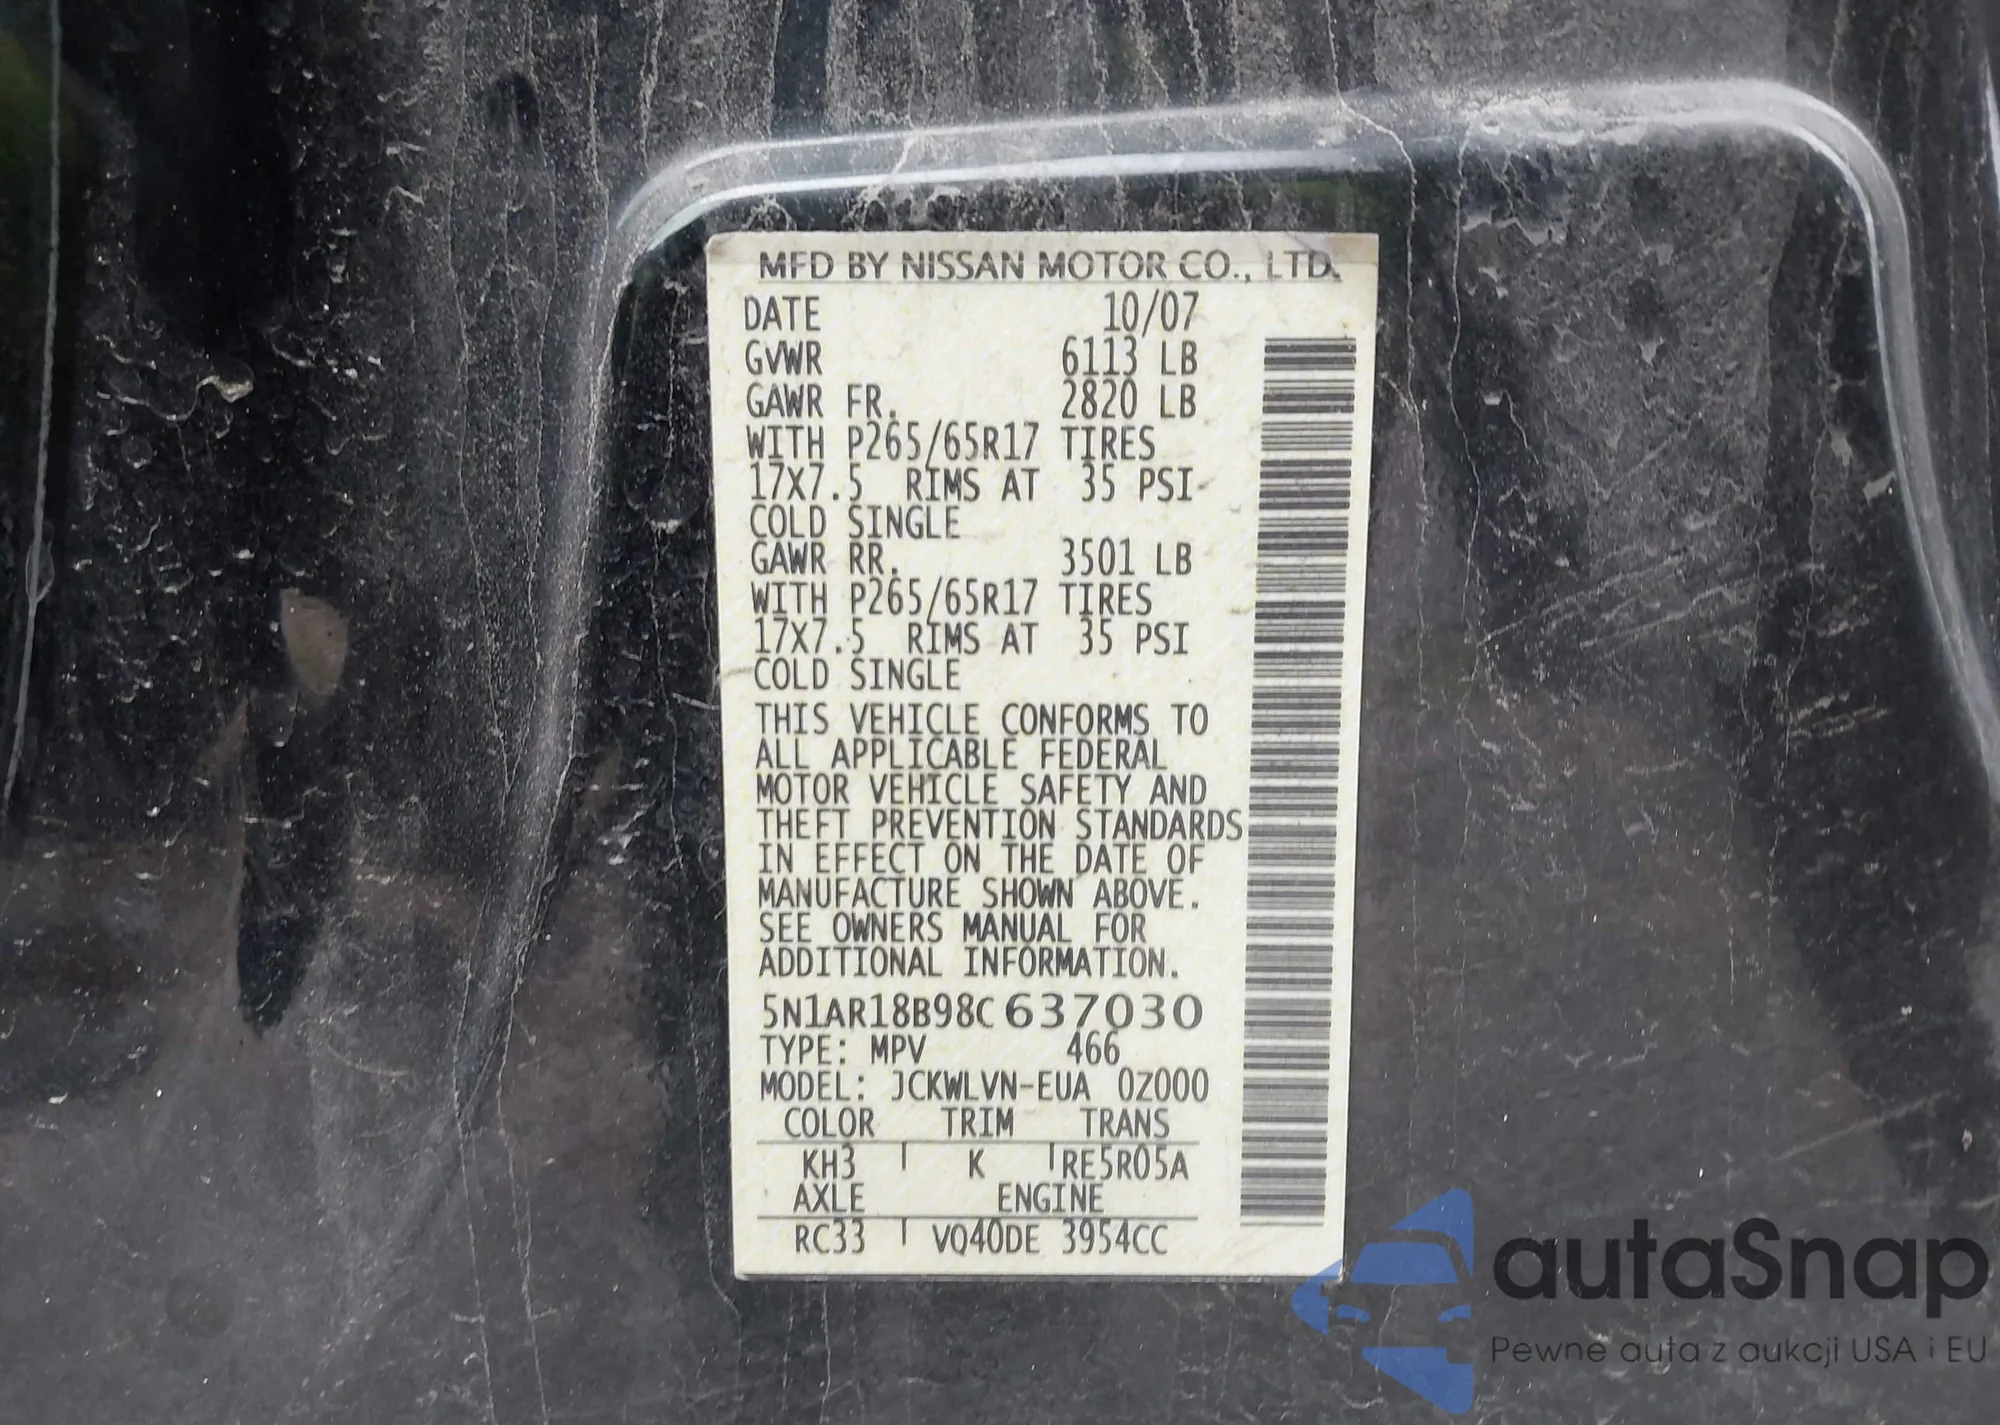 MFD BY NISSAN MOTOR CO., LTD.
DATE 10/07
GVWR 6113 LB
GAWR FR. 2820 LB
WITH P265/65R17 TIRES
17X7.5 RIMS AT 35 PSI
COLD SINGLE
GAWR RR. 3501 LB
WITH P265/65R17 TIRES
17X7.5 RIMS AT 35 PSI
COLD SINGLE
THIS VEHICLE CONFORMS TO
ALL APPLICABLE FEDERAL
MOTOR VEHICLE SAFETY AND
THEFT PREVENTION STANDARDS
IN EFFECT ON THE DATE OF
MANUFACTURE SHOWN ABOVE.
SEE OWNERS MANUAL FOR
ADDITIONAL INFORMATION.
5N1AR18B98C637030
TYPE: MPV 466
MODEL: JCKWLVN-EUA 0Z000
COLOR TRIM TRANS
KH3 K RE5R05A
AXLE ENGINE
RC33 VQ40DE 3954CC
autaSnap
Pewne auta z aukcji USA i EU